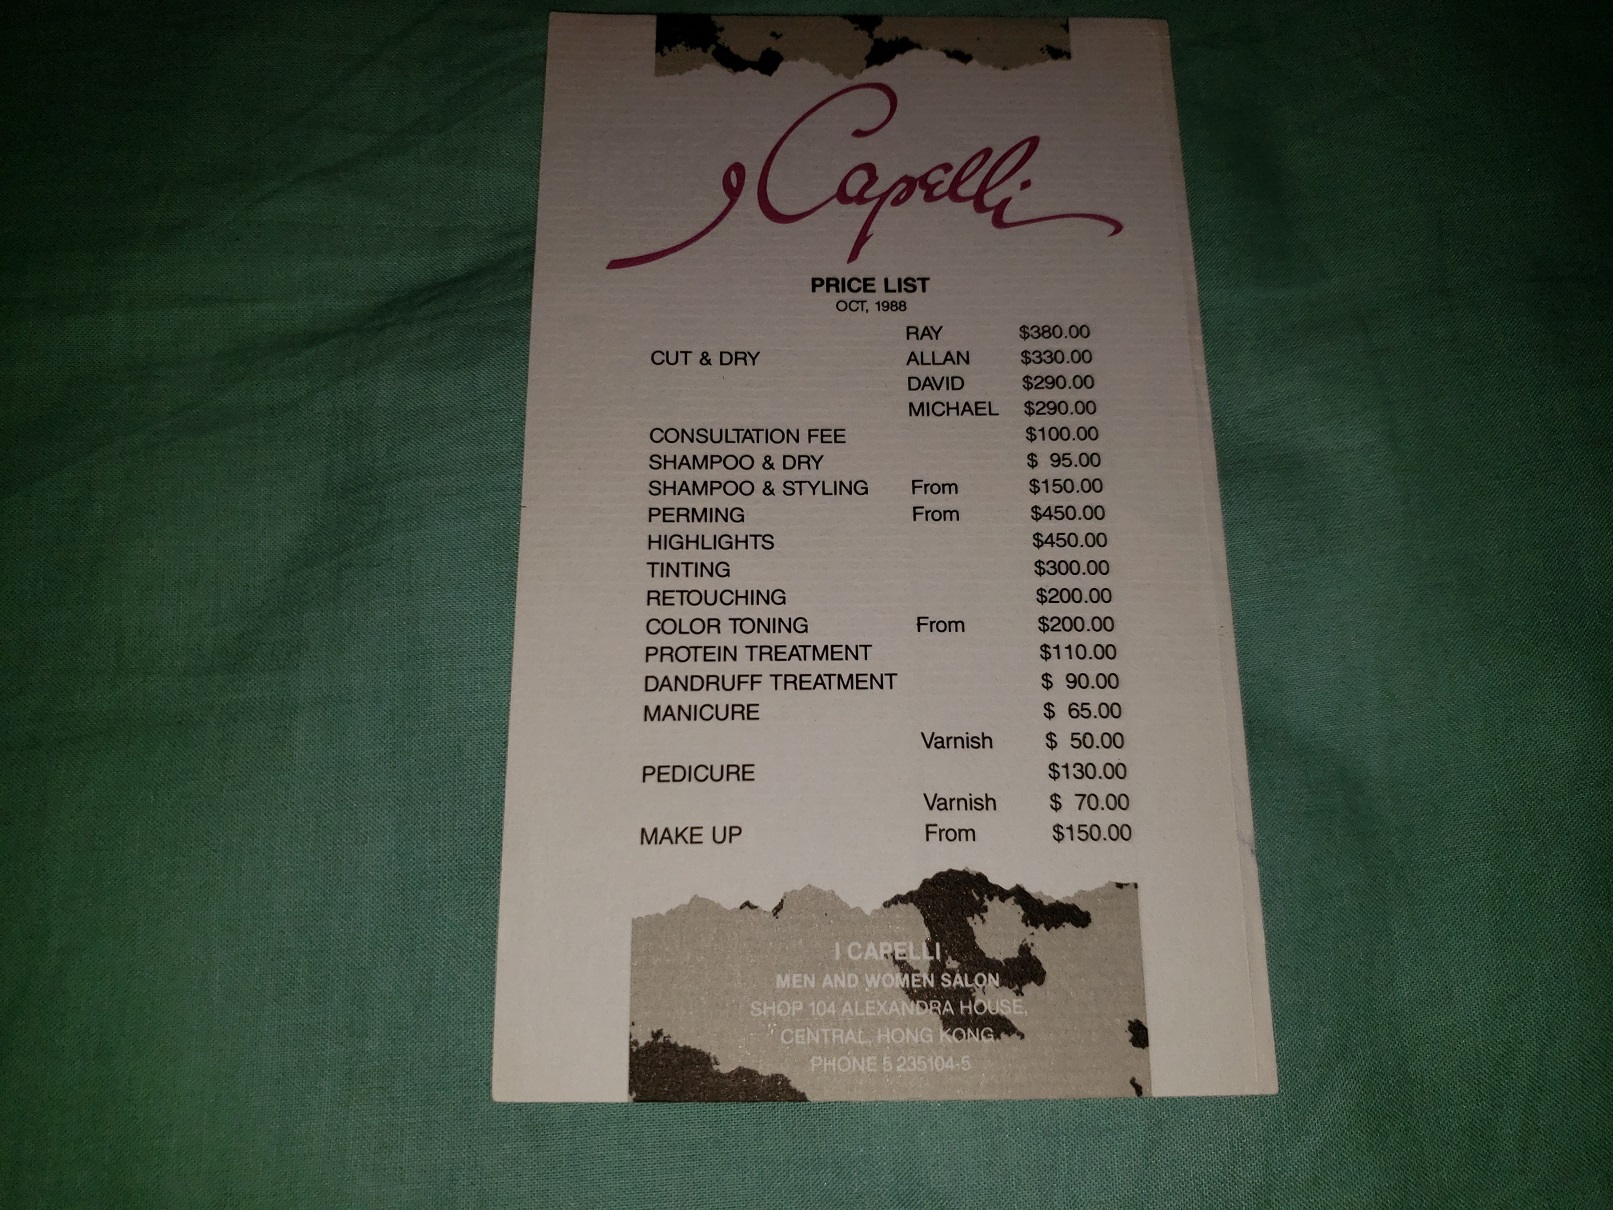 I Capelli
PRICE LIST
OCT, 1988
RAY $380.00
CUT & DRY ALLAN $330.00
DAVID $290.00
MICHAEL $290.00
CONSULTATION FEE $100.00
SHAMPOO & DRY $ 95.00
SHAMPOO & STYLING From $150.00
PERMING From $450.00
HIGHLIGHTS $450.00
TINTING $300.00
RETOUCHING $200.00
COLOR TONING From $200.00
PROTEIN TREATMENT $110.00
DANDRUFF TREATMENT $ 90.00
MANICURE $ 65.00
Varnish $ 50.00
PEDICURE $130.00
Varnish $ 70.00
MAKE UP From $150.00
I CAPELLI
MEN AND WOMEN SALON
SHOP 104 ALEXANDRA HOUSE,
CENTRAL, HONG KONG
PHONE 5 235104-5